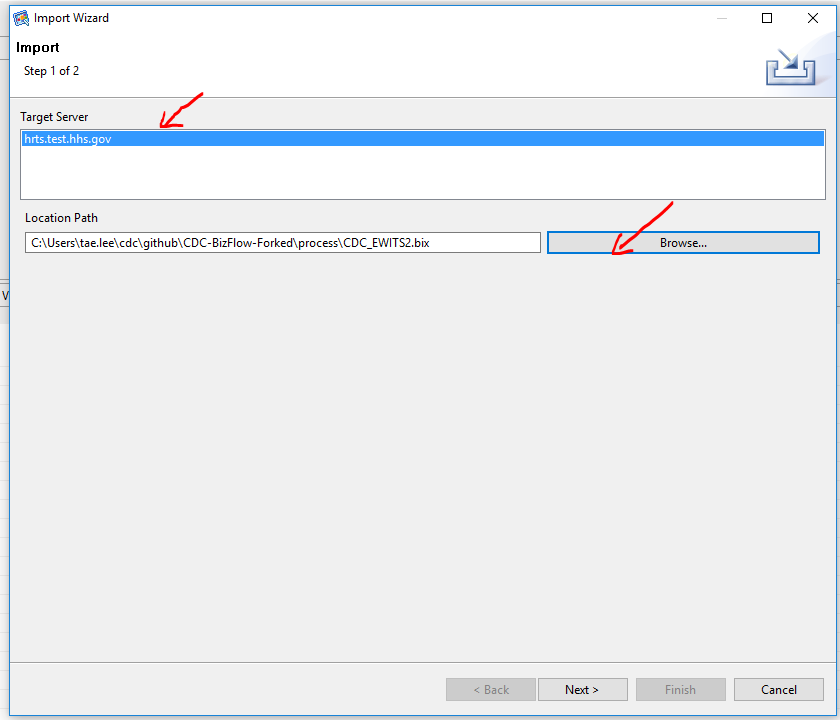 Import Wizard
Import
Step 1 of 2
Target Server
hrts.test.hhs.gov
Location Path
C:\Users\tae.lee\cdc\github\CDC-BizFlow-Forked\process\CDC_EWITS2.bix
Browse...
V
< Back
Next >
Finish
Cancel